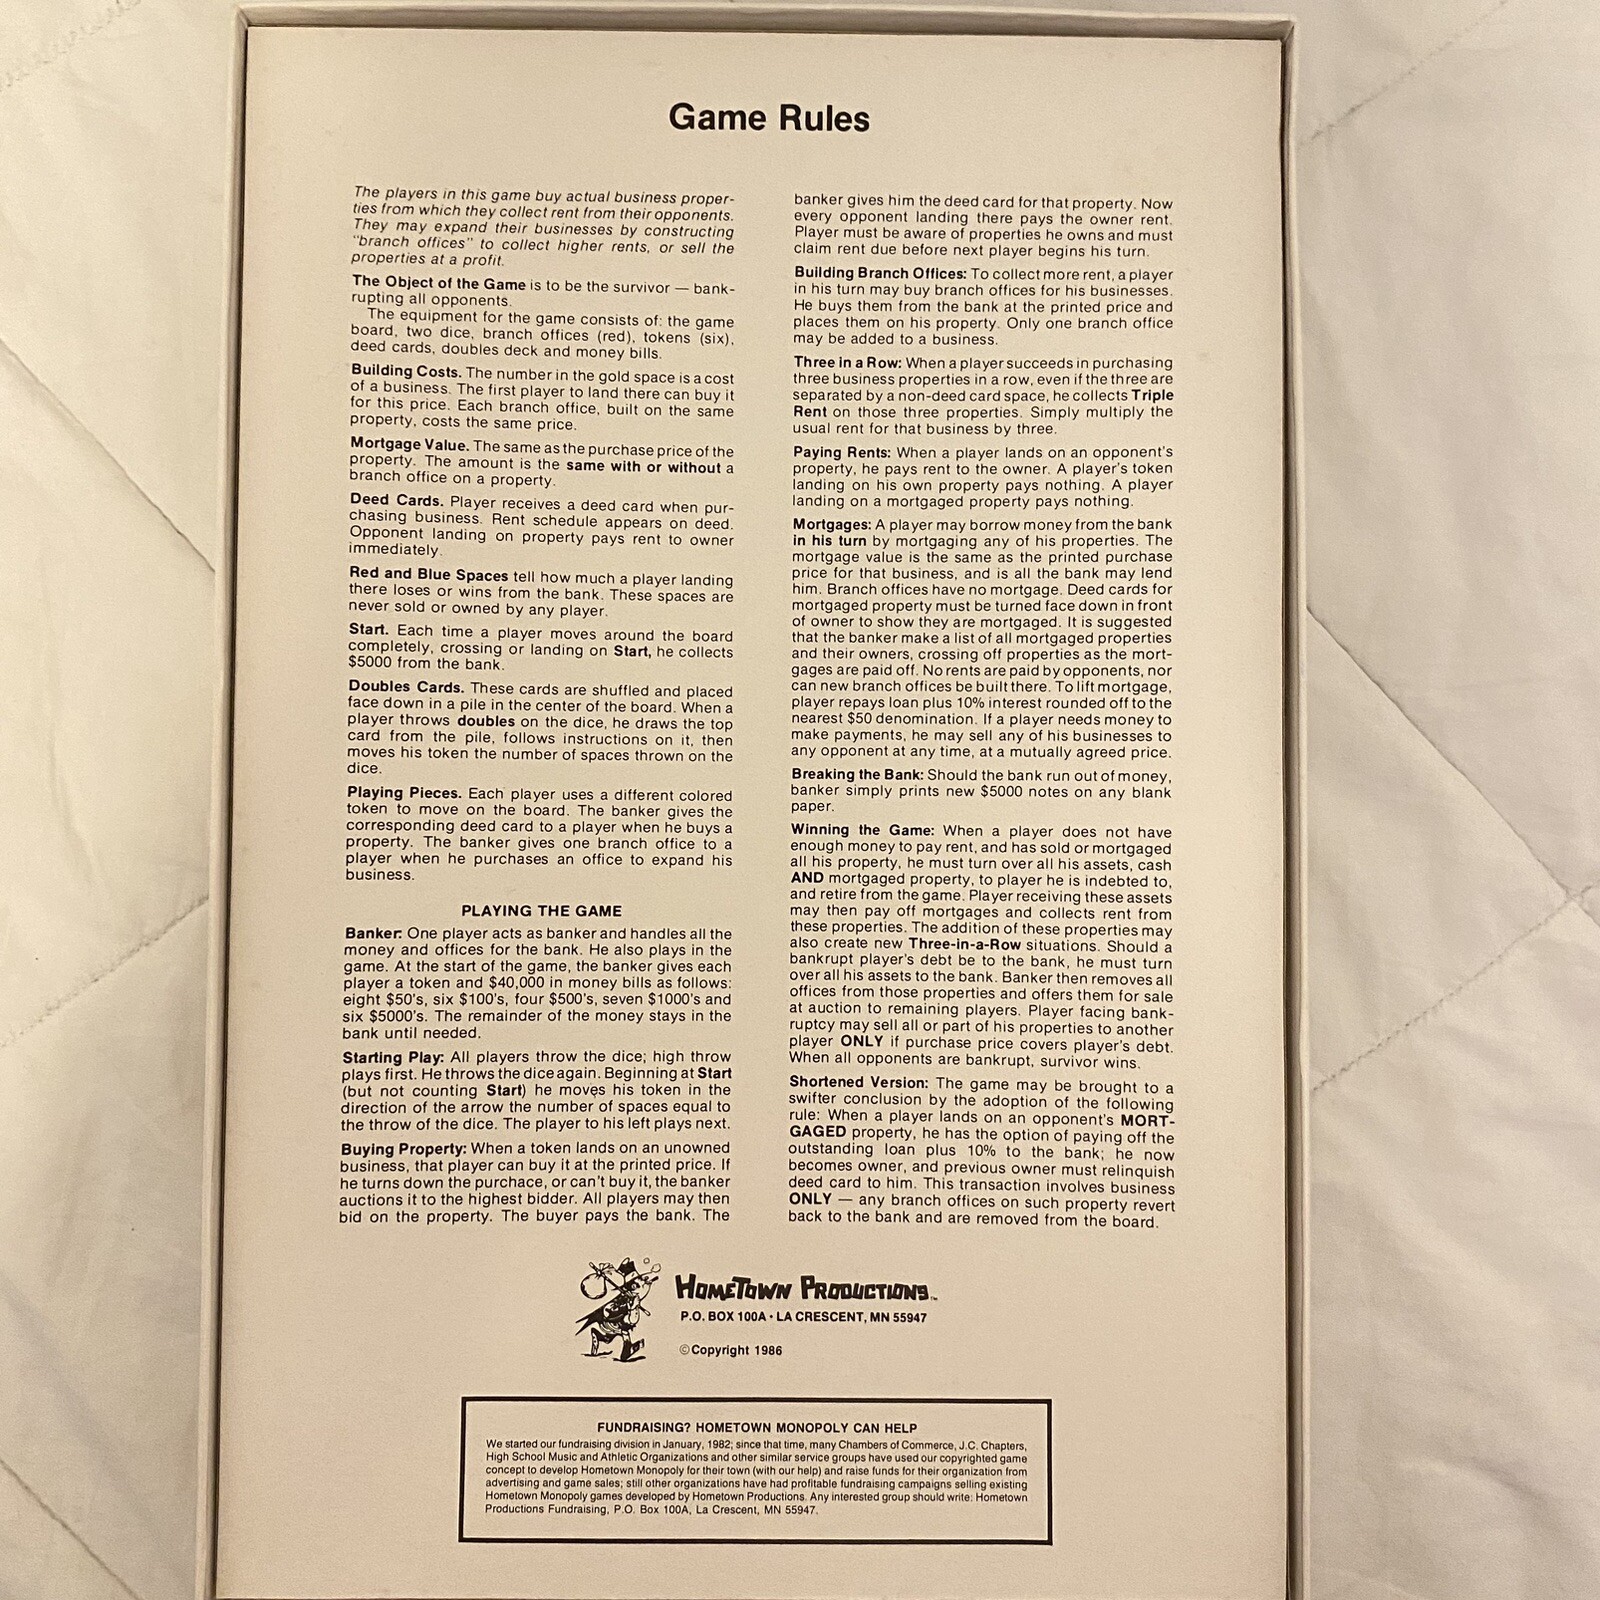 Game Rules
The players in this game buy actual business proper-
ties from which they collect rent from their opponents.
They may expand their businesses by constructing
"branch offices" to collect higher rents, or sell the
properties at a profit.
The Object of the Game is to be the survivor — bank-
rupting all opponents.
The equipment for the game consists of: the game
board, two dice, branch offices (red), tokens (six),
deed cards, doubles deck and money bills.
Building Costs. The number in the gold space is a cost
of a business. The first player to land there can buy it
for this price. Each branch office, built on the same
property, costs the same price.
Mortgage Value. The same as the purchase price of the
property. The amount is the same with or without a
branch office on a property.
Deed Cards. Player receives a deed card when pur-
chasing business. Rent schedule appears on deed.
Opponent landing on property pays rent to owner
immediately.
Red and Blue Spaces tell how much a player landing
there loses or wins from the bank. These spaces are
never sold or owned by any player.
Start. Each time a player moves around the board
completely, crossing or landing on Start, he collects
$5000 from the bank.
Doubles Cards. These cards are shuffled and placed
face down in a pile in the center of the board. When a
player throws doubles on the dice, he draws the top
card from the pile, follows instructions on it, then
moves his token the number of spaces thrown on the
dice.
Playing Pieces. Each player uses a different colored
token to move on the board. The banker gives the
corresponding deed card to a player when he buys a
property. The banker gives one branch office to a
player when he purchases an office to expand his
business.
PLAYING THE GAME
Banker: One player acts as banker and handles all the
money and offices for the bank. He also plays in the
game. At the start of the game, the banker gives each
player a token and $40,000 in money bills as follows:
eight $50's, six $100's, four $500's, seven $1000's and
six $5000's. The remainder of the money stays in the
bank until needed.
Starting Play: All players throw the dice; high throw
plays first. He throws the dice again. Beginning at Start
(but not counting Start) he moves his token in the
direction of the arrow the number of spaces equal to
the throw of the dice. The player to his left plays next.
Buying Property: When a token lands on an unowned
business, that player can buy it at the printed price. If
he turns down the purchace, or can't buy it, the banker
auctions it to the highest bidder. All players may then
bid on the property. The buyer pays the bank. The
banker gives him the deed card for that property. Now
every opponent landing there pays the owner rent.
Player must be aware of properties he owns and must
claim rent due before next player begins his turn.
Building Branch Offices: To collect more rent, a player
in his turn may buy branch offices for his businesses.
He buys them from the bank at the printed price and
places them on his property. Only one branch office
may be added to a business.
Three in a Row: When a player succeeds in purchasing
three business properties in a row, even if the three are
separated by a non-deed card space, he collects Triple
Rent on those three properties. Simply multiply the
usual rent for that business by three.
Paying Rents: When a player lands on an opponent's
property, he pays rent to the owner. A player's token
landing on his own property pays nothing. A player
landing on a mortgaged property pays nothing.
Mortgages: A player may borrow money from the bank
in his turn by mortgaging any of his properties. The
mortgage value is the same as the printed purchase
price for that business, and is all the bank may lend
him. Branch offices have no mortgage. Deed cards for
mortgaged property must be turned face down in front
of owner to show they are mortgaged. It is suggested
that the banker make a list of all mortgaged properties
and their owners, crossing off properties as the mort-
gages are paid off. No rents are paid by opponents, nor
can new branch offices be built there. To lift mortgage,
player repays loan plus 10% interest rounded off to the
nearest $50 denomination. If a player needs money to
make payments, he may sell any of his businesses to
any opponent at any time, at a mutually agreed price.
Breaking the Bank: Should the bank run out of money,
banker simply prints new $5000 notes on any blank
paper.
Winning the Game: When a player does not have
enough money to pay rent, and has sold or mortgaged
all his property, he must turn over all his assets, cash
AND mortgaged property, to player he is indebted to,
and retire from the game. Player receiving these assets
may then pay off mortgages and collects rent from
these properties. The addition of these properties may
also create new Three-in-a-Row situations. Should a
bankrupt player's debt be to the bank, he must turn
over all his assets to the bank. Banker then removes all
offices from those properties and offers them for sale
at auction to remaining players. Player facing bank-
ruptcy may sell all or part of his properties to another
player ONLY if purchase price covers player's debt.
When all opponents are bankrupt, survivor wins.
Shortened Version: The game may be brought to a
swifter conclusion by the adoption of the following
rule: When a player lands on an opponent's MORT-
GAGED property, he has the option of paying off the
outstanding loan plus 10% to the bank; he now
becomes owner, and previous owner must relinquish
deed card to him. This transaction involves business
ONLY — any branch offices on such property revert
back to the bank and are removed from the board.
HOMETOWN PRODUCTIONS™
P.O. BOX 100A • LA CRESCENT, MN 55947
©Copyright 1986
FUNDRAISING? HOMETOWN MONOPOLY CAN HELP
We started our fundraising division in January, 1982; since that time, many Chambers of Commerce, J.C. Chapters,
High School Music and Athletic Organizations and other similar service groups have used our copyrighted game
concept to develop Hometown Monopoly for their town (with our help) and raise funds for their organization from
advertising and game sales; still other organizations have had profitable fundraising campaigns selling existing
Hometown Monopoly games developed by Hometown Productions. Any interested group should write: Hometown
Productions Fundraising, P.O. Box 100A, La Crescent, MN 55947.